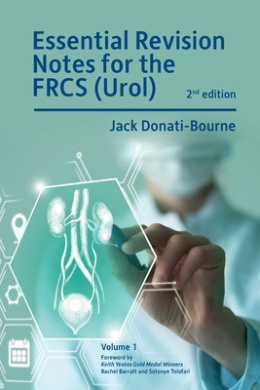 Essential Revision
Notes for the
FRCS (Urol)
2nd edition
Jack Donati-Bourne
Volume 1
Foreword by
Keith Yeates Gold Medal Winners
Rachel Barratt and Sotonye Tolofari